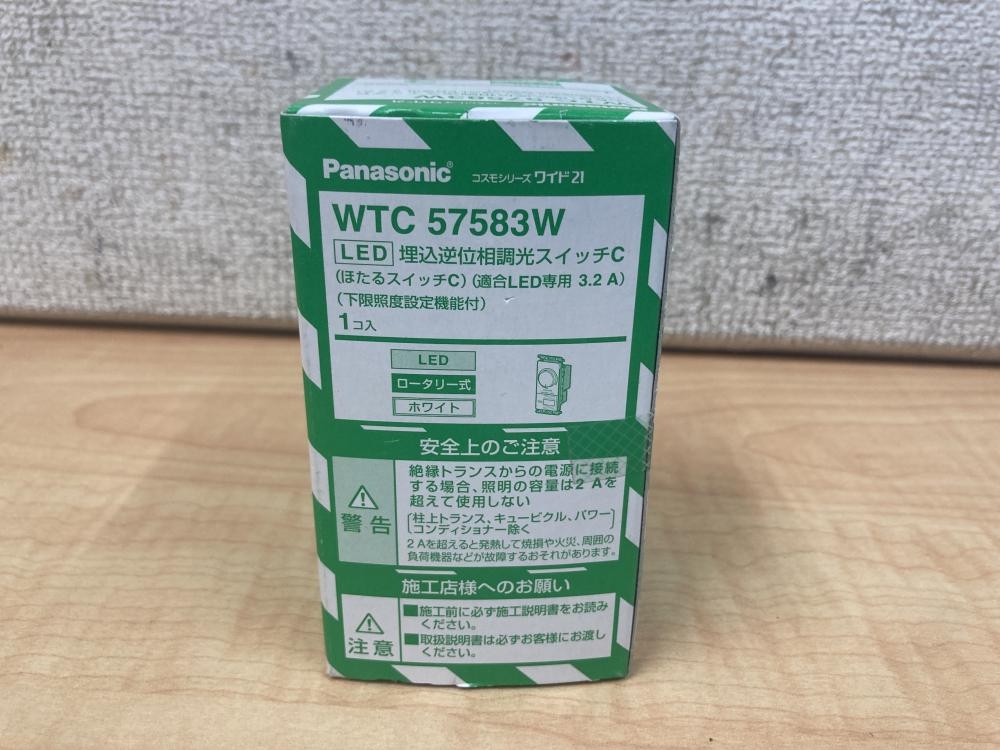 Panasonic® コスモシリーズ ワイド21
WTC 57583W
LED 埋込逆位相調光スイッチC
(ほたるスイッチC)(適合LED専用 3.2 A)
(下限照度設定機能付)
1コ入
LED
ロータリー式
ホワイト
安全上のご注意
警告
絶縁トランスからの電源に接続
する場合、照明の容量は2 Aを
超えて使用しない
[柱上トランス、キュービクル、パワー
コンディショナー除く]
2 Aを超えると発熱して焼損や火災、周囲の
負荷機器などが故障するおそれがあります。
施工店様へのお願い
注意
■施工前に必ず施工説明書をお読み
ください。
■取扱説明書は必ずお客様にお渡し
ください。